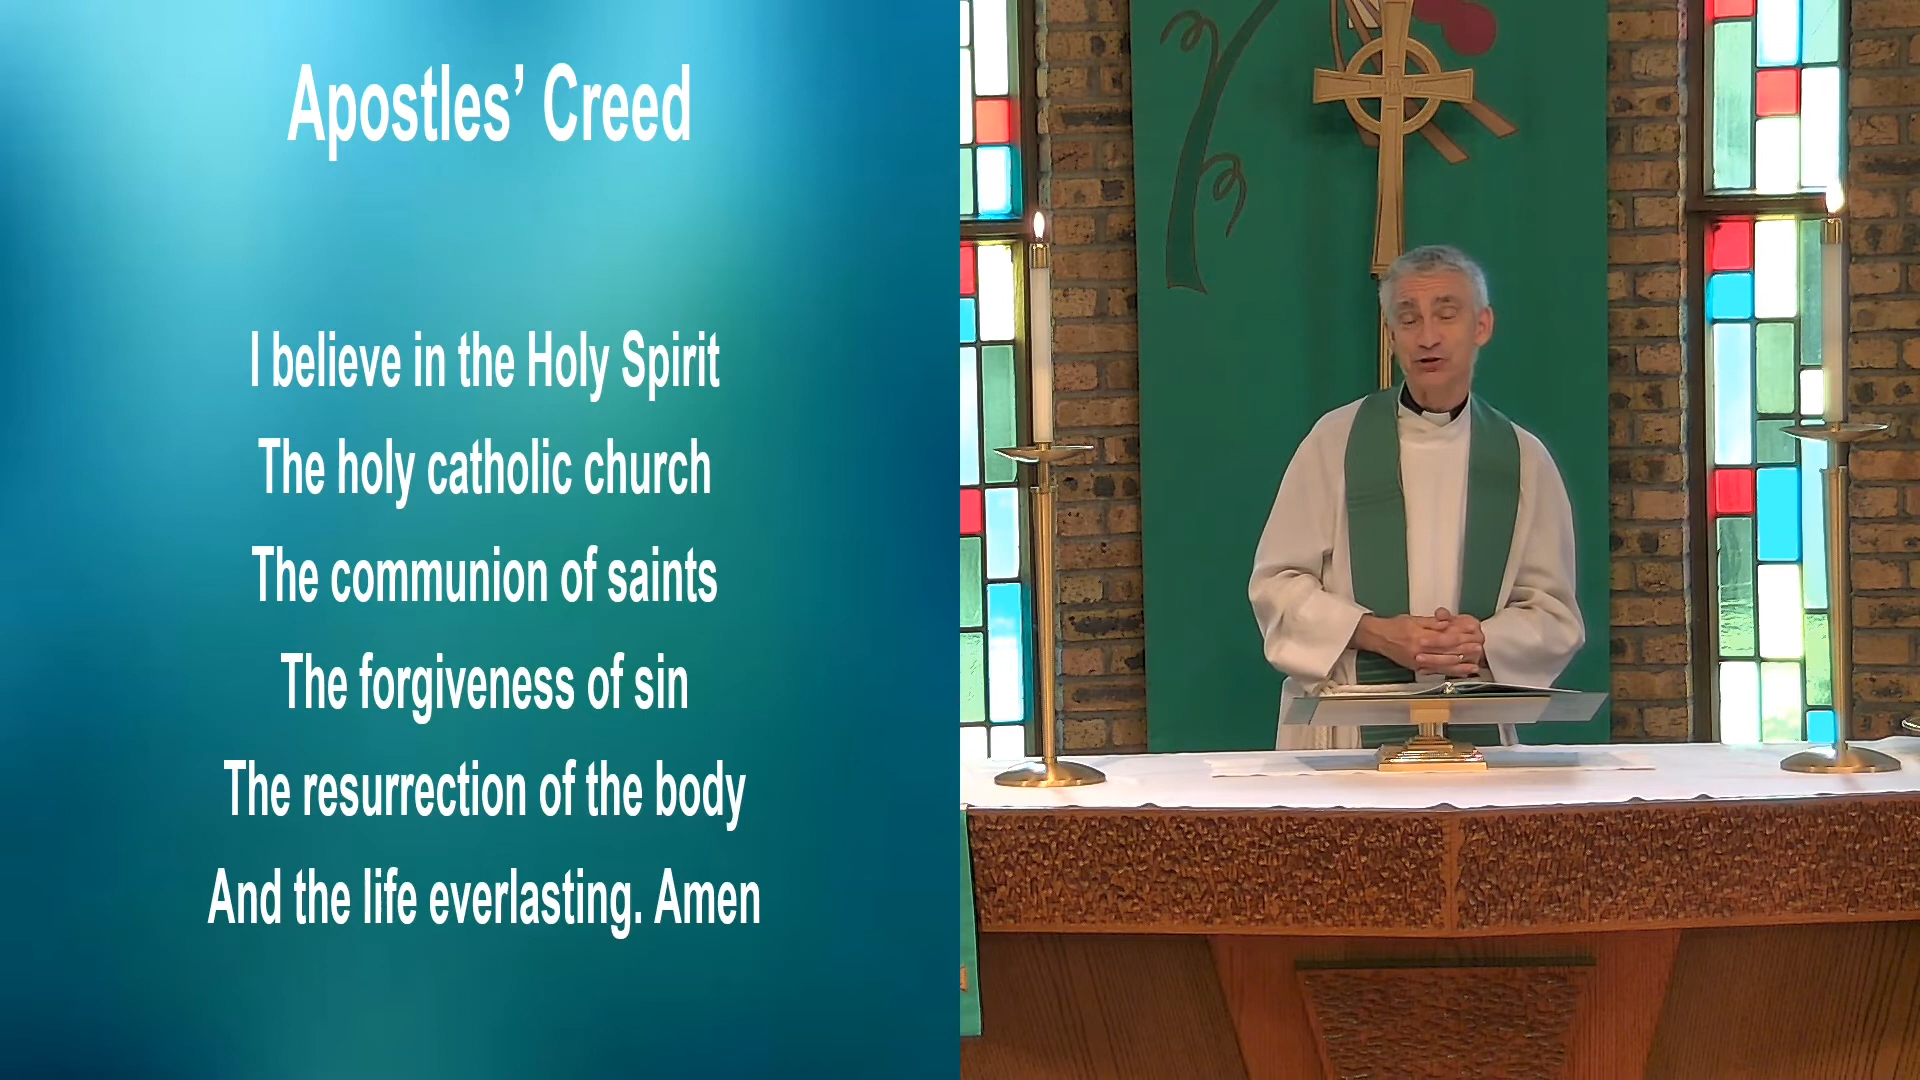 Apostles’ Creed
I believe in the Holy Spirit
The holy catholic church
The communion of saints
The forgiveness of sin
The resurrection of the body
And the life everlasting. Amen